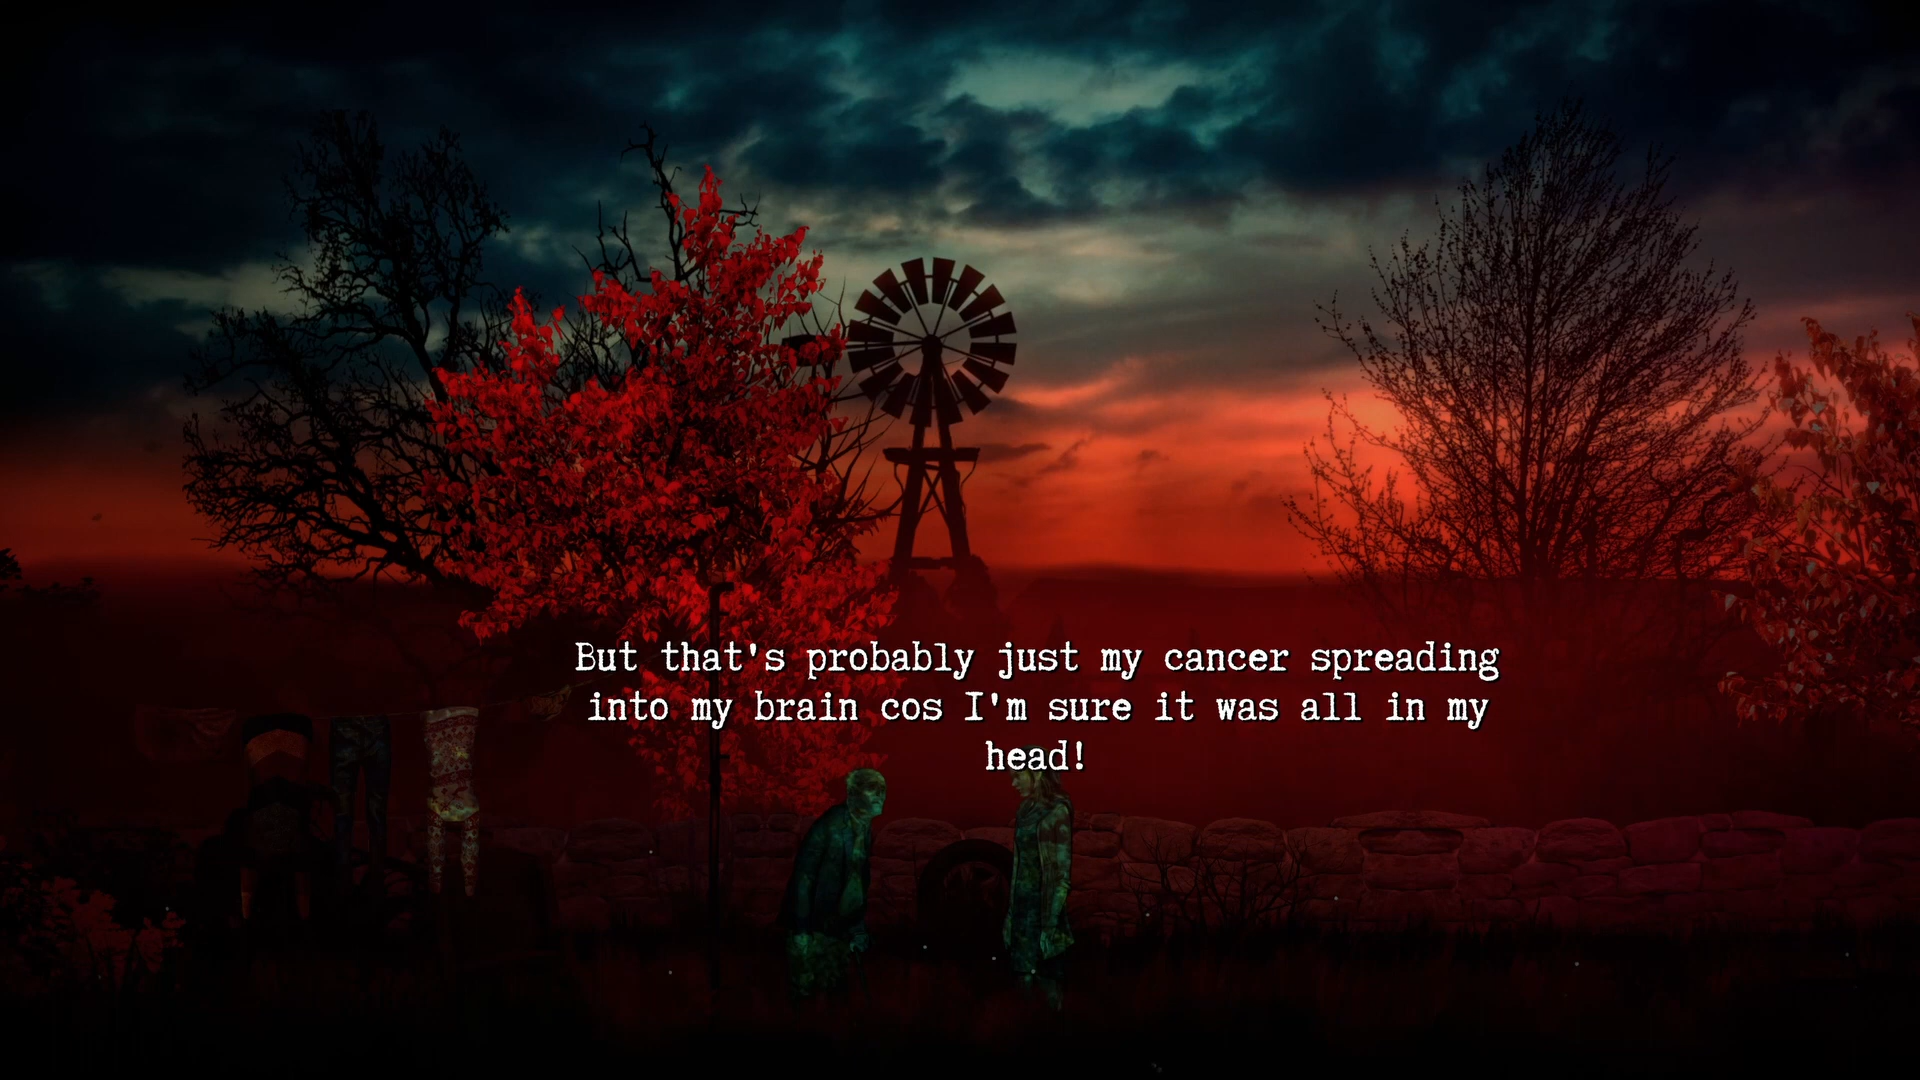 But that's probably just my cancer spreading
into my brain cos I'm sure it was all in my
head!